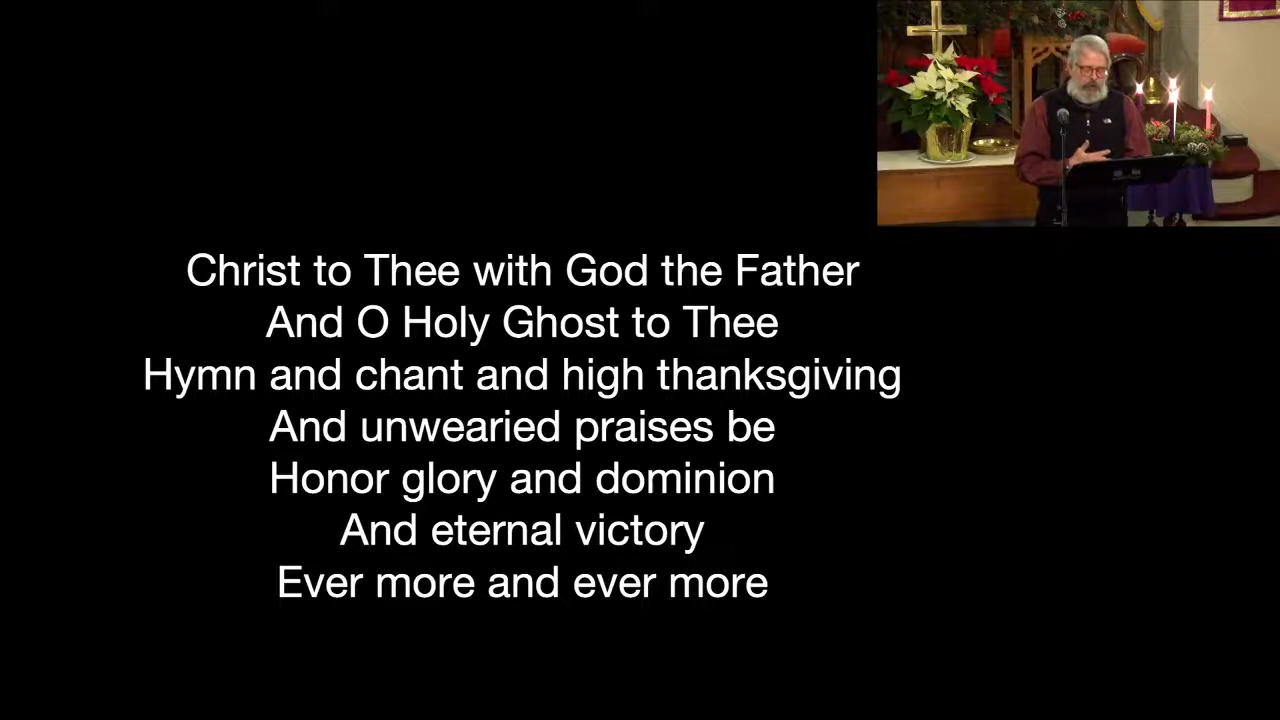 Christ to Thee with God the Father
And O Holy Ghost to Thee
Hymn and chant and high thanksgiving
And unwearied praises be
Honor glory and dominion
And eternal victory
Ever more and ever more